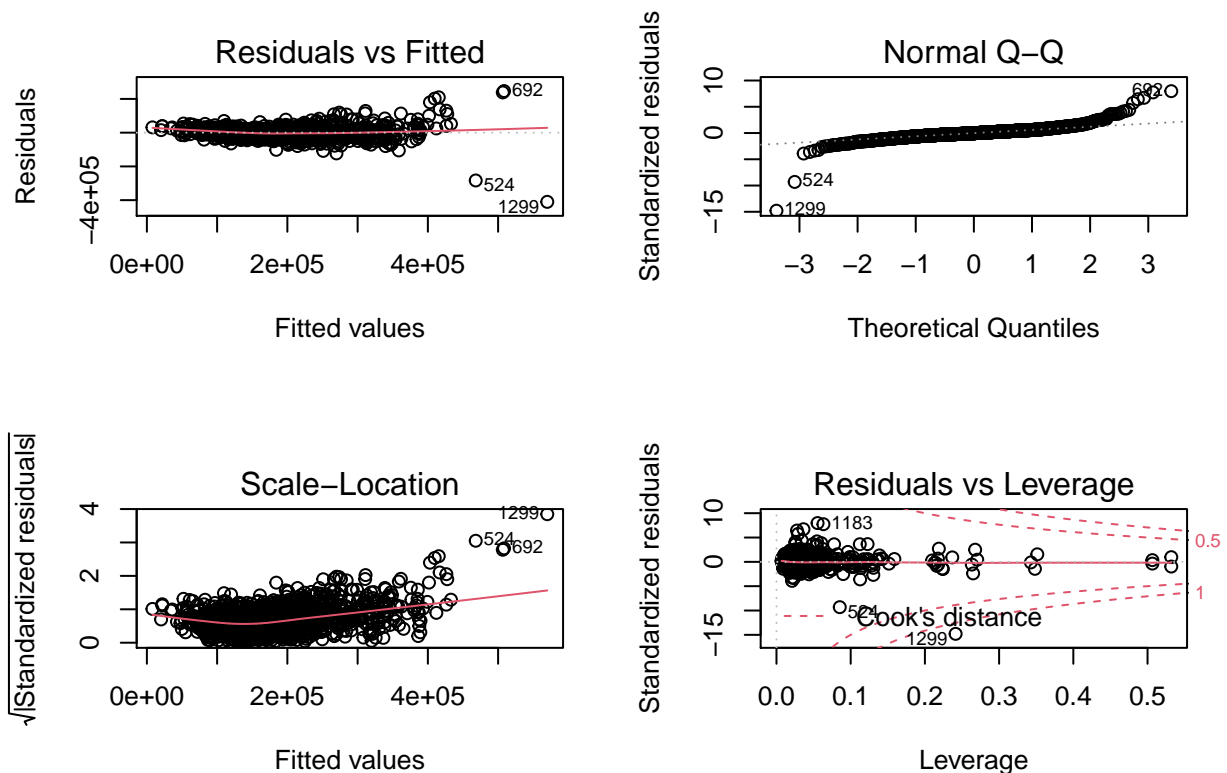 Residuals vs Fitted
Residuals
−4e+05
692
524
1299
0e+00 2e+05 4e+05
Fitted values
Normal Q−Q
Standardized residuals
−15 0 10
692
524
1299
−3 −2 −1 0 1 2 3
Theoretical Quantiles
Scale−Location
√|Standardized residuals|
0 2 4
1299
524
692
0e+00 2e+05 4e+05
Fitted values
Residuals vs Leverage
Standardized residuals
−15 0 10
1183
0.5
1
524
Cook's distance
1299
0.0 0.1 0.2 0.3 0.4 0.5
Leverage